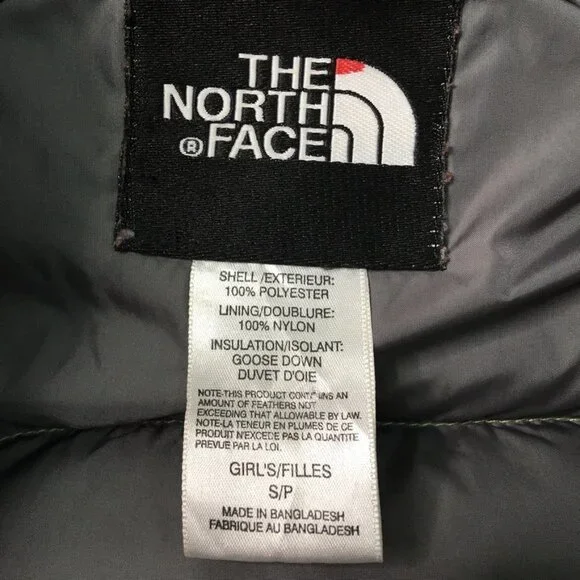 THE
NORTH
® FACE
SHELL/EXTERIEUR:
100% POLYESTER
LINING/DOUBLURE:
100% NYLON
INSULATION/ISOLANT:
GOOSE DOWN
DUVET D'OIE
NOTE-THIS PRODUCT CONTAINS AN
AMOUNT OF FEATHERS NOT
EXCEEDING THAT ALLOWABLE BY LAW.
NOTE-LA TENEUR EN PLUMES DE CE
PRODUIT N'EXCEDE PAS LA QUANTITE
PREVUE PAR LA LOI.
GIRL'S/FILLES
S/P
MADE IN BANGLADESH
FABRIQUE AU BANGLADESH